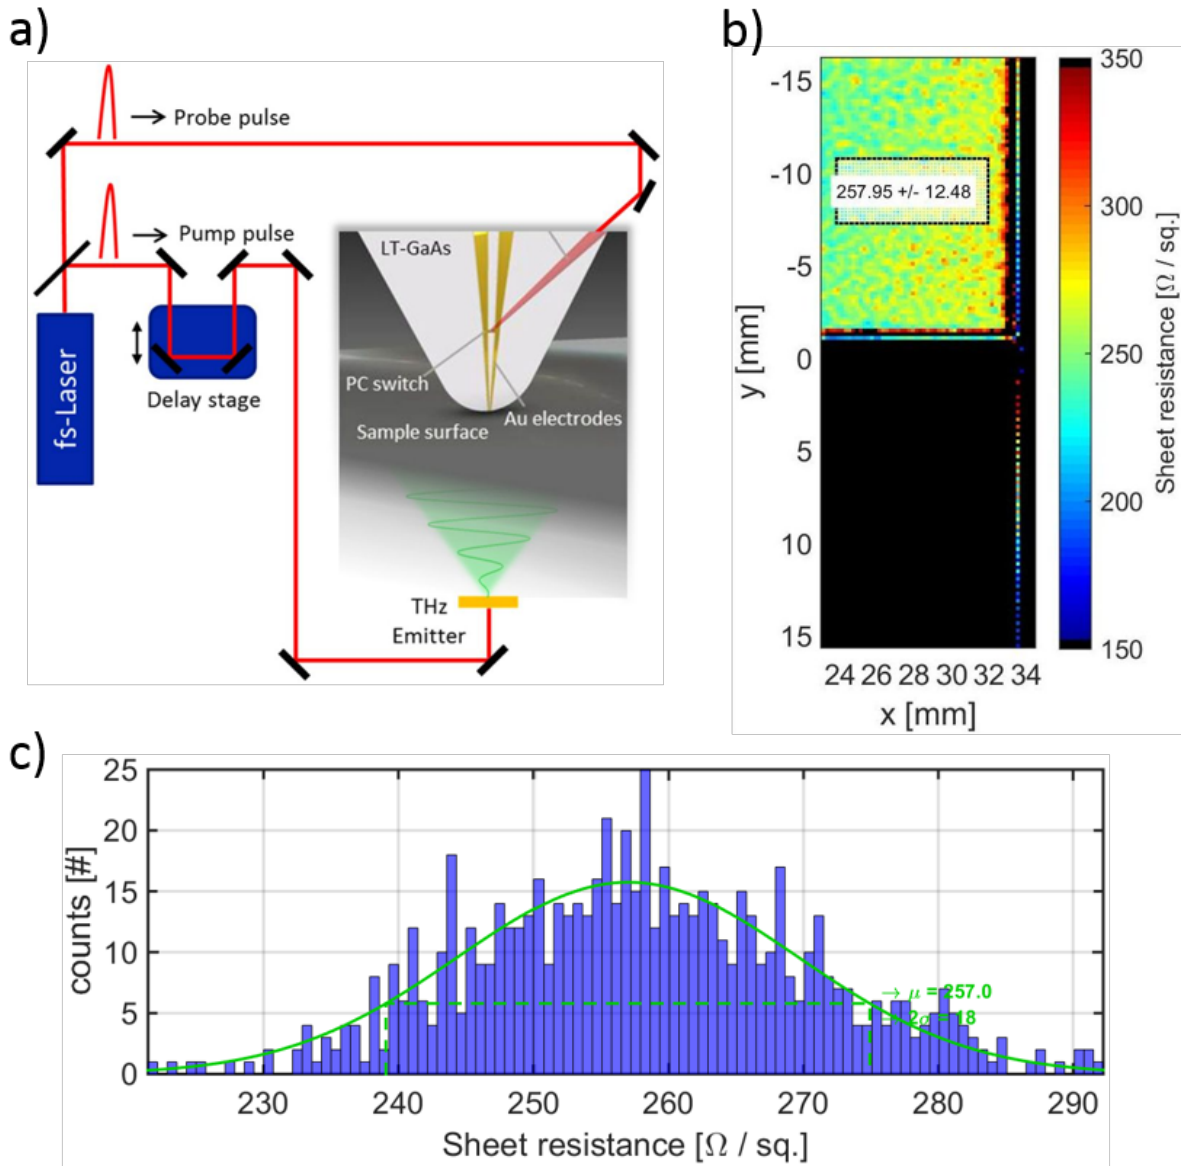 a)
Probe pulse
Pump pulse
fs-Laser
Delay stage
LT-GaAs
PC switch
Au electrodes
Sample surface
THz
Emitter
b)
-15
-10
-5
0
5
10
15
y [mm]
257.95 +/- 12.48
24 26 28 30 32 34
x [mm]
350
300
250
200
150
Sheet resistance [Ω / sq.]
c)
25
20
15
10
5
0
counts [#]
→ μ = 257.0
2σ 18
230 240 250 260 270 280 290
Sheet resistance [Ω / sq.]